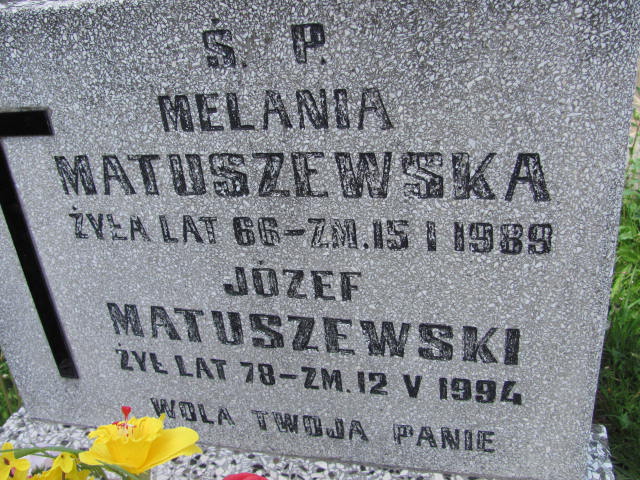 Ś. P.
MELANIA
MATUSZEWSKA
ŻYŁA LAT 66-ZM.15 I 1989
JÓZEF
MATUSZEWSKI
ŻYŁ LAT 78-ZM.12 V 1994
WOLA TWOJA PANIE